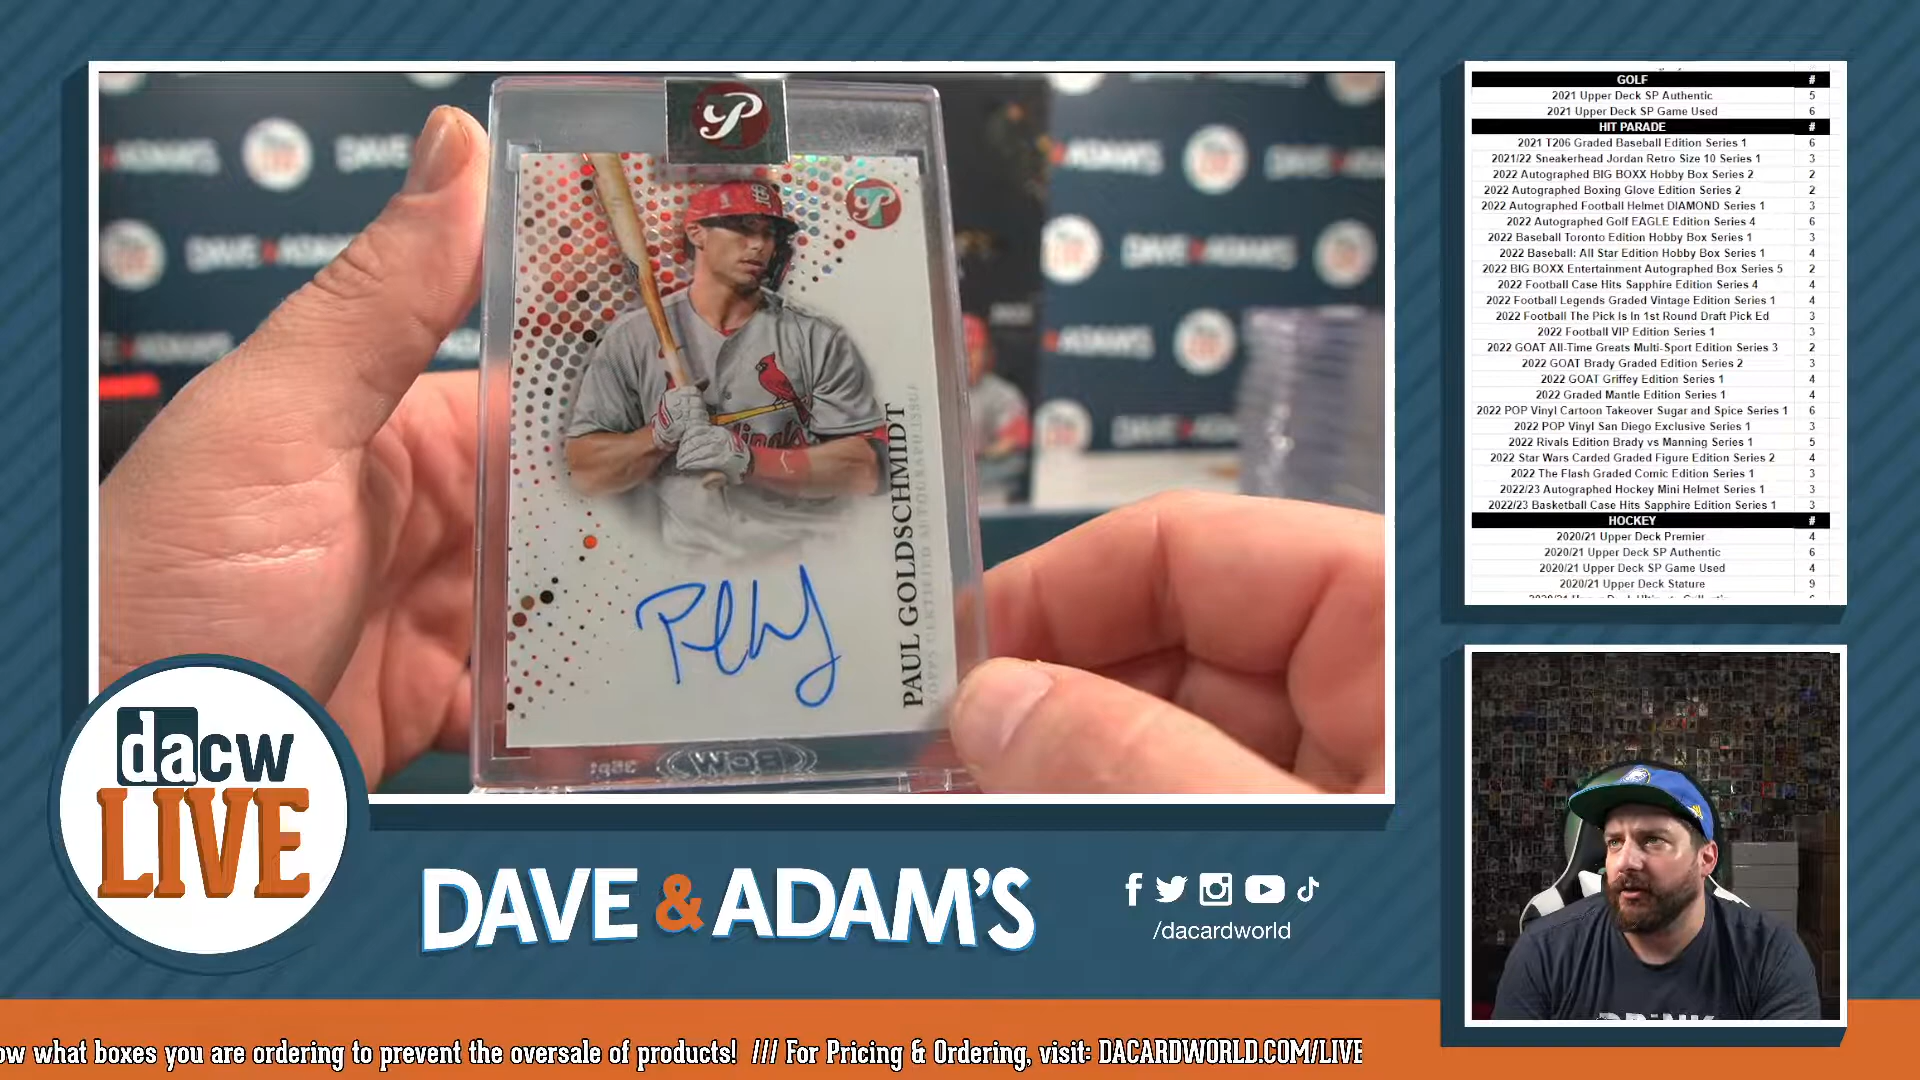 P
P
1
PAUL GOLDSCHMIDT
TOPPS CERTIFIED AUTOGRAPH ISSUE
DAVE & ADAM'S
DAVE & ADAMS
DAVE
ADAMS
DAVE
GOLF #
2021 Upper Deck SP Authentic 5
2021 Upper Deck SP Game Used 6
HIT PARADE #
2021 T206 Graded Baseball Edition Series 1 6
2021/22 Sneakerhead Jordan Retro Size 10 Series 1 3
2022 Autographed BIG BOXX Hobby Box Series 2 2
2022 Autographed Boxing Glove Edition Series 2 2
2022 Autographed Football Helmet DIAMOND Series 1 3
2022 Autographed Golf EAGLE Edition Series 4 6
2022 Baseball Toronto Edition Hobby Box Series 1 3
2022 Baseball: All Star Edition Hobby Box Series 1 4
2022 BIG BOXX Entertainment Autographed Box Series 5 2
2022 Football Case Hits Sapphire Edition Series 4 4
2022 Football Legends Graded Vintage Edition Series 1 4
2022 Football The Pick Is In 1st Round Draft Pick Ed 3
2022 Football VIP Edition Series 1 3
2022 GOAT All-Time Greats Multi-Sport Edition Series 3 2
2022 GOAT Brady Graded Edition Series 2 3
2022 GOAT Griffey Edition Series 1 4
2022 Graded Mantle Edition Series 1 4
2022 POP Vinyl Cartoon Takeover Sugar and Spice Series 1 6
2022 POP Vinyl San Diego Exclusive Series 1 3
2022 Rivals Edition Brady vs Manning Series 1 5
2022 Star Wars Carded Graded Figure Edition Series 2 4
2022 The Flash Graded Comic Edition Series 1 3
2022/23 Autographed Hockey Mini Helmet Series 1 3
2022/23 Basketball Case Hits Sapphire Edition Series 1 3
HOCKEY #
2020/21 Upper Deck Premier 4
2020/21 Upper Deck SP Authentic 6
2020/21 Upper Deck SP Game Used 4
2020/21 Upper Deck Stature 9
dacw
LIVE
/dacardworld
DRINK
ow what boxes you are ordering to prevent the oversale of products! /// For Pricing & Ordering, visit: DACARDWORLD.COM/LIVE